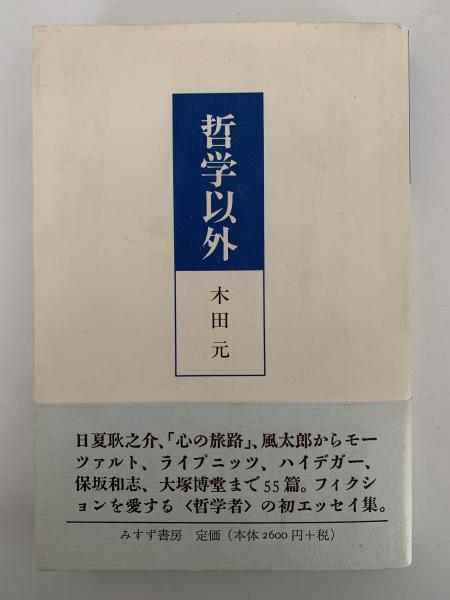 哲学以外
木田 元
日夏耿之介、「心の旅路」、風太郎からモー
ツァルト、ライプニッツ、ハイデガー、
保坂和志、大塚博堂まで55篇。フィクシ
ョンを愛する〈哲学者〉の初エッセイ集。
みすず書房 定価（本体2600円+税）